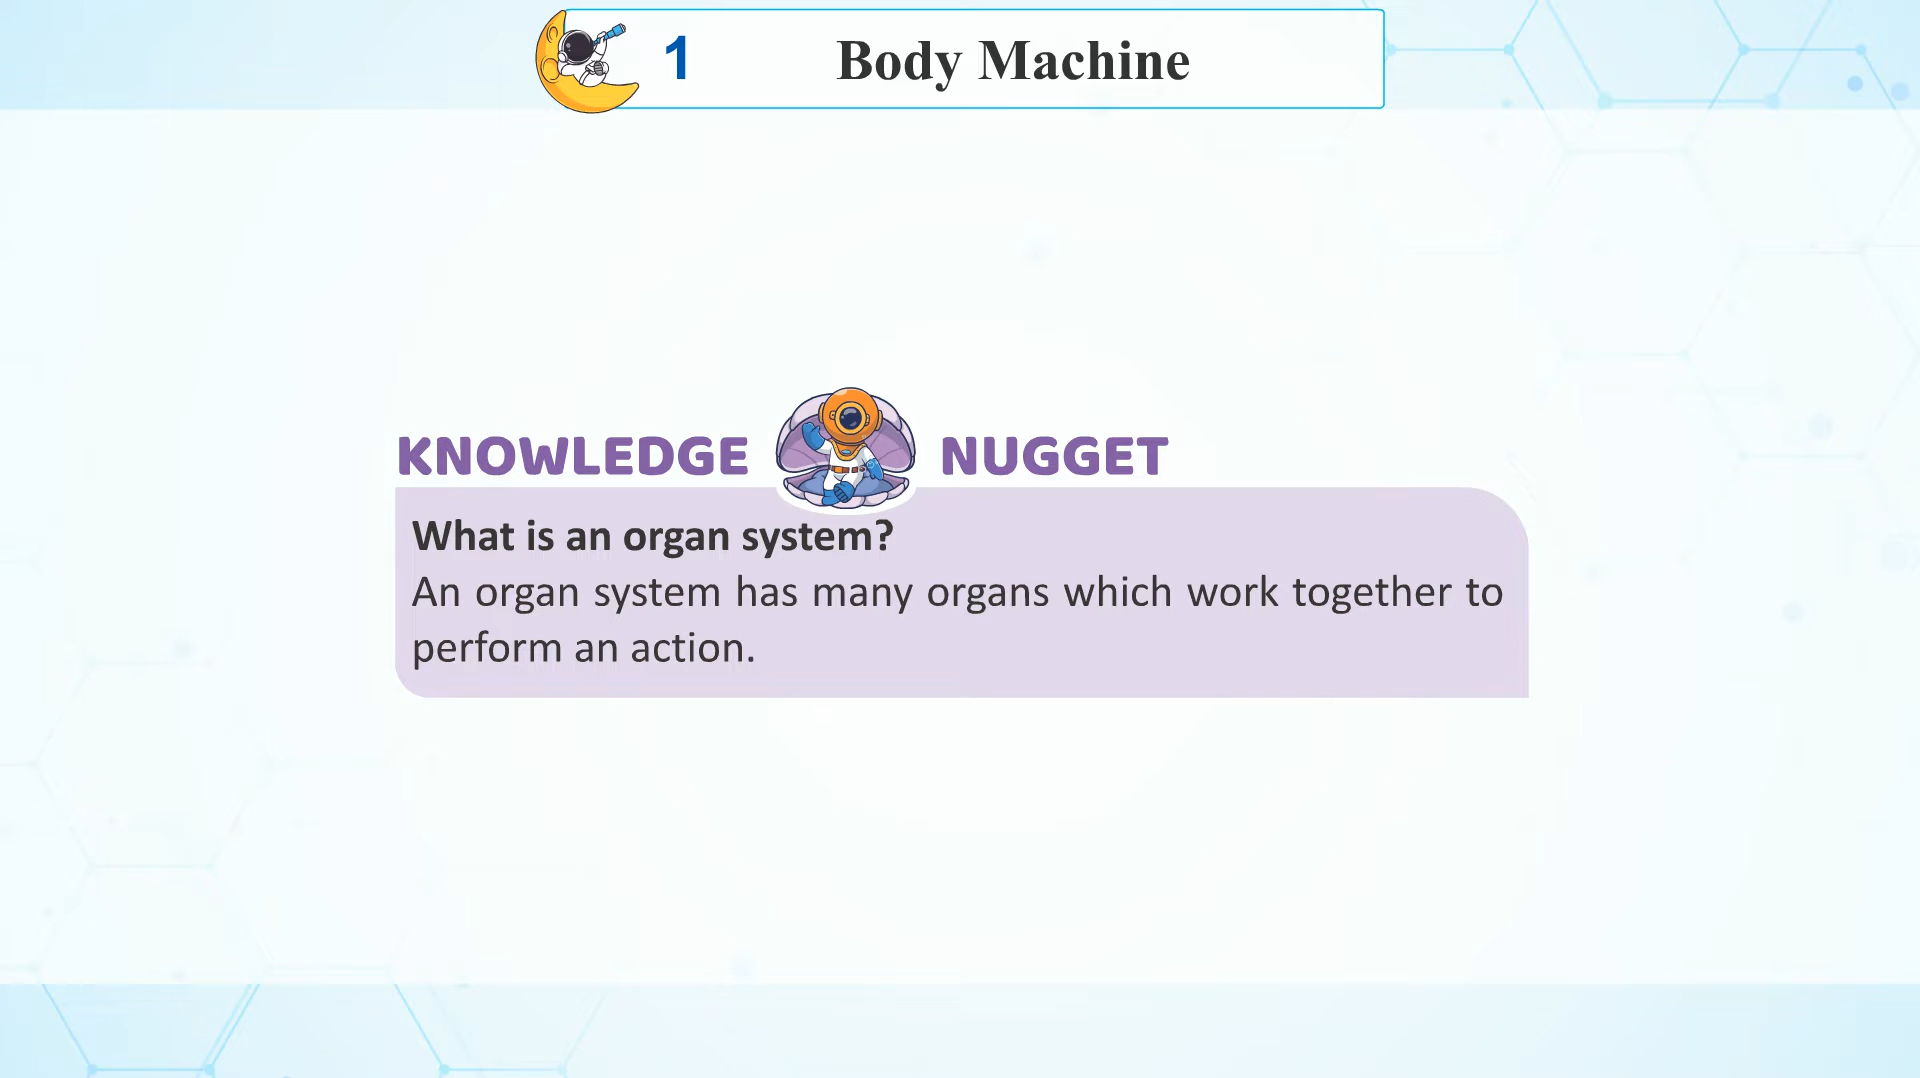 1 Body Machine
KNOWLEDGE NUGGET
What is an organ system?
An organ system has many organs which work together to
perform an action.